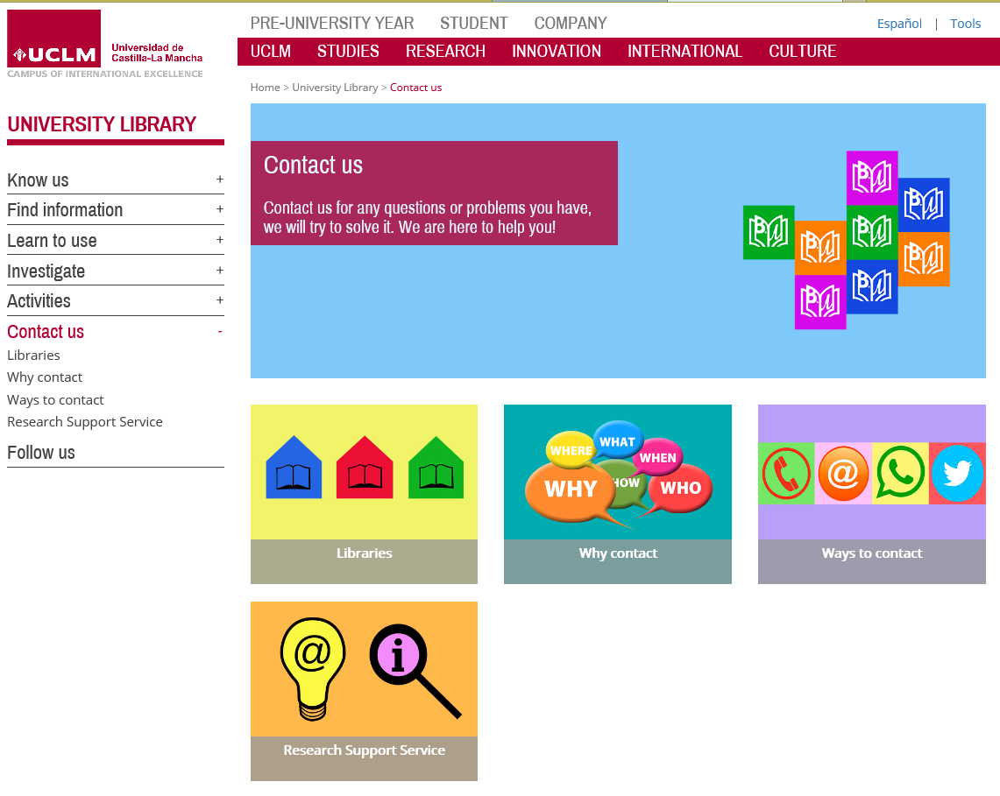 UCLM
Universidad de
Castilla-La Mancha
CAMPUS OF INTERNATIONAL EXCELLENCE
PRE-UNIVERSITY YEAR STUDENT COMPANY
Español | Tools
UCLM STUDIES RESEARCH INNOVATION INTERNATIONAL CULTURE
Home > University Library > Contact us
UNIVERSITY LIBRARY
Know us +
Find information +
Learn to use +
Investigate +
Activities +
Contact us -
Libraries
Why contact
Ways to contact
Research Support Service
Follow us
Contact us
Contact us for any questions or problems you have,
we will try to solve it. We are here to help you!
Libraries
WHERE
WHAT
WHEN
WHY
HOW
WHO
Why contact
@
Ways to contact
@
i
Research Support Service